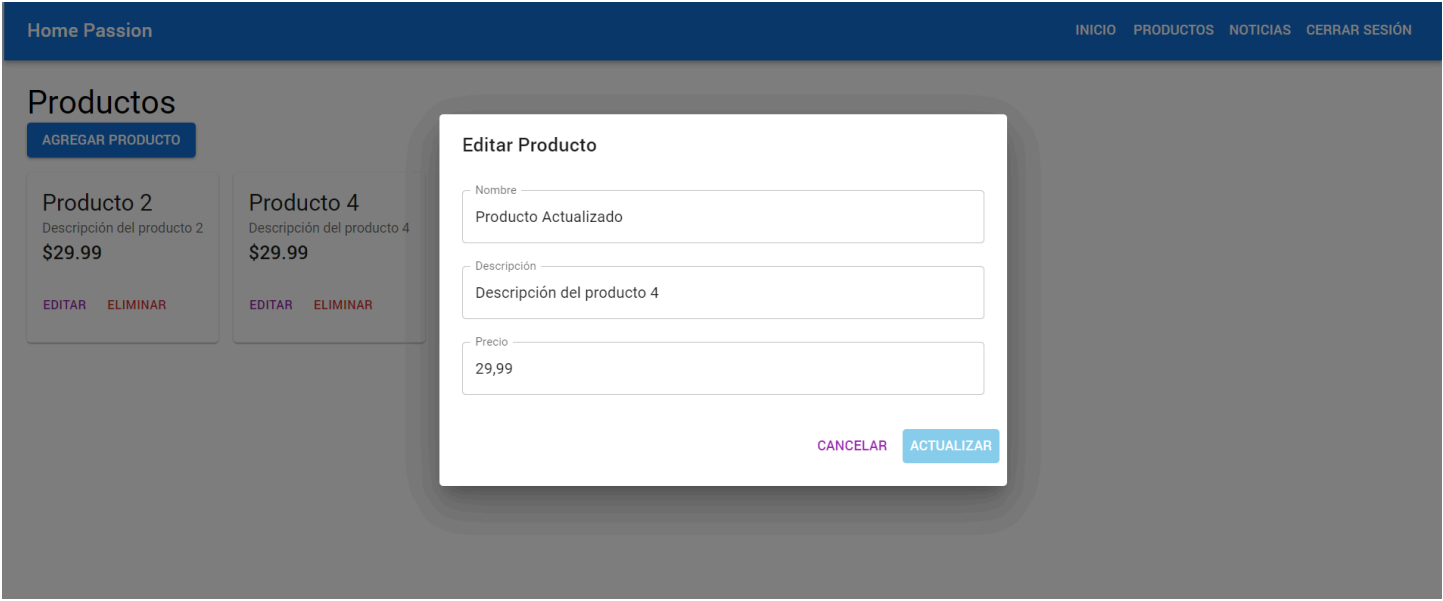 Home Passion
INICIO PRODUCTOS NOTICIAS CERRAR SESIÓN
Productos
AGREGAR PRODUCTO
Producto 2
Descripción del producto 2
$29.99
EDITAR ELIMINAR
Producto 4
Descripción del producto 4
$29.99
EDITAR ELIMINAR
Editar Producto
Nombre
Producto Actualizado
Descripción
Descripción del producto 4
Precio
29,99
CANCELAR ACTUALIZAR